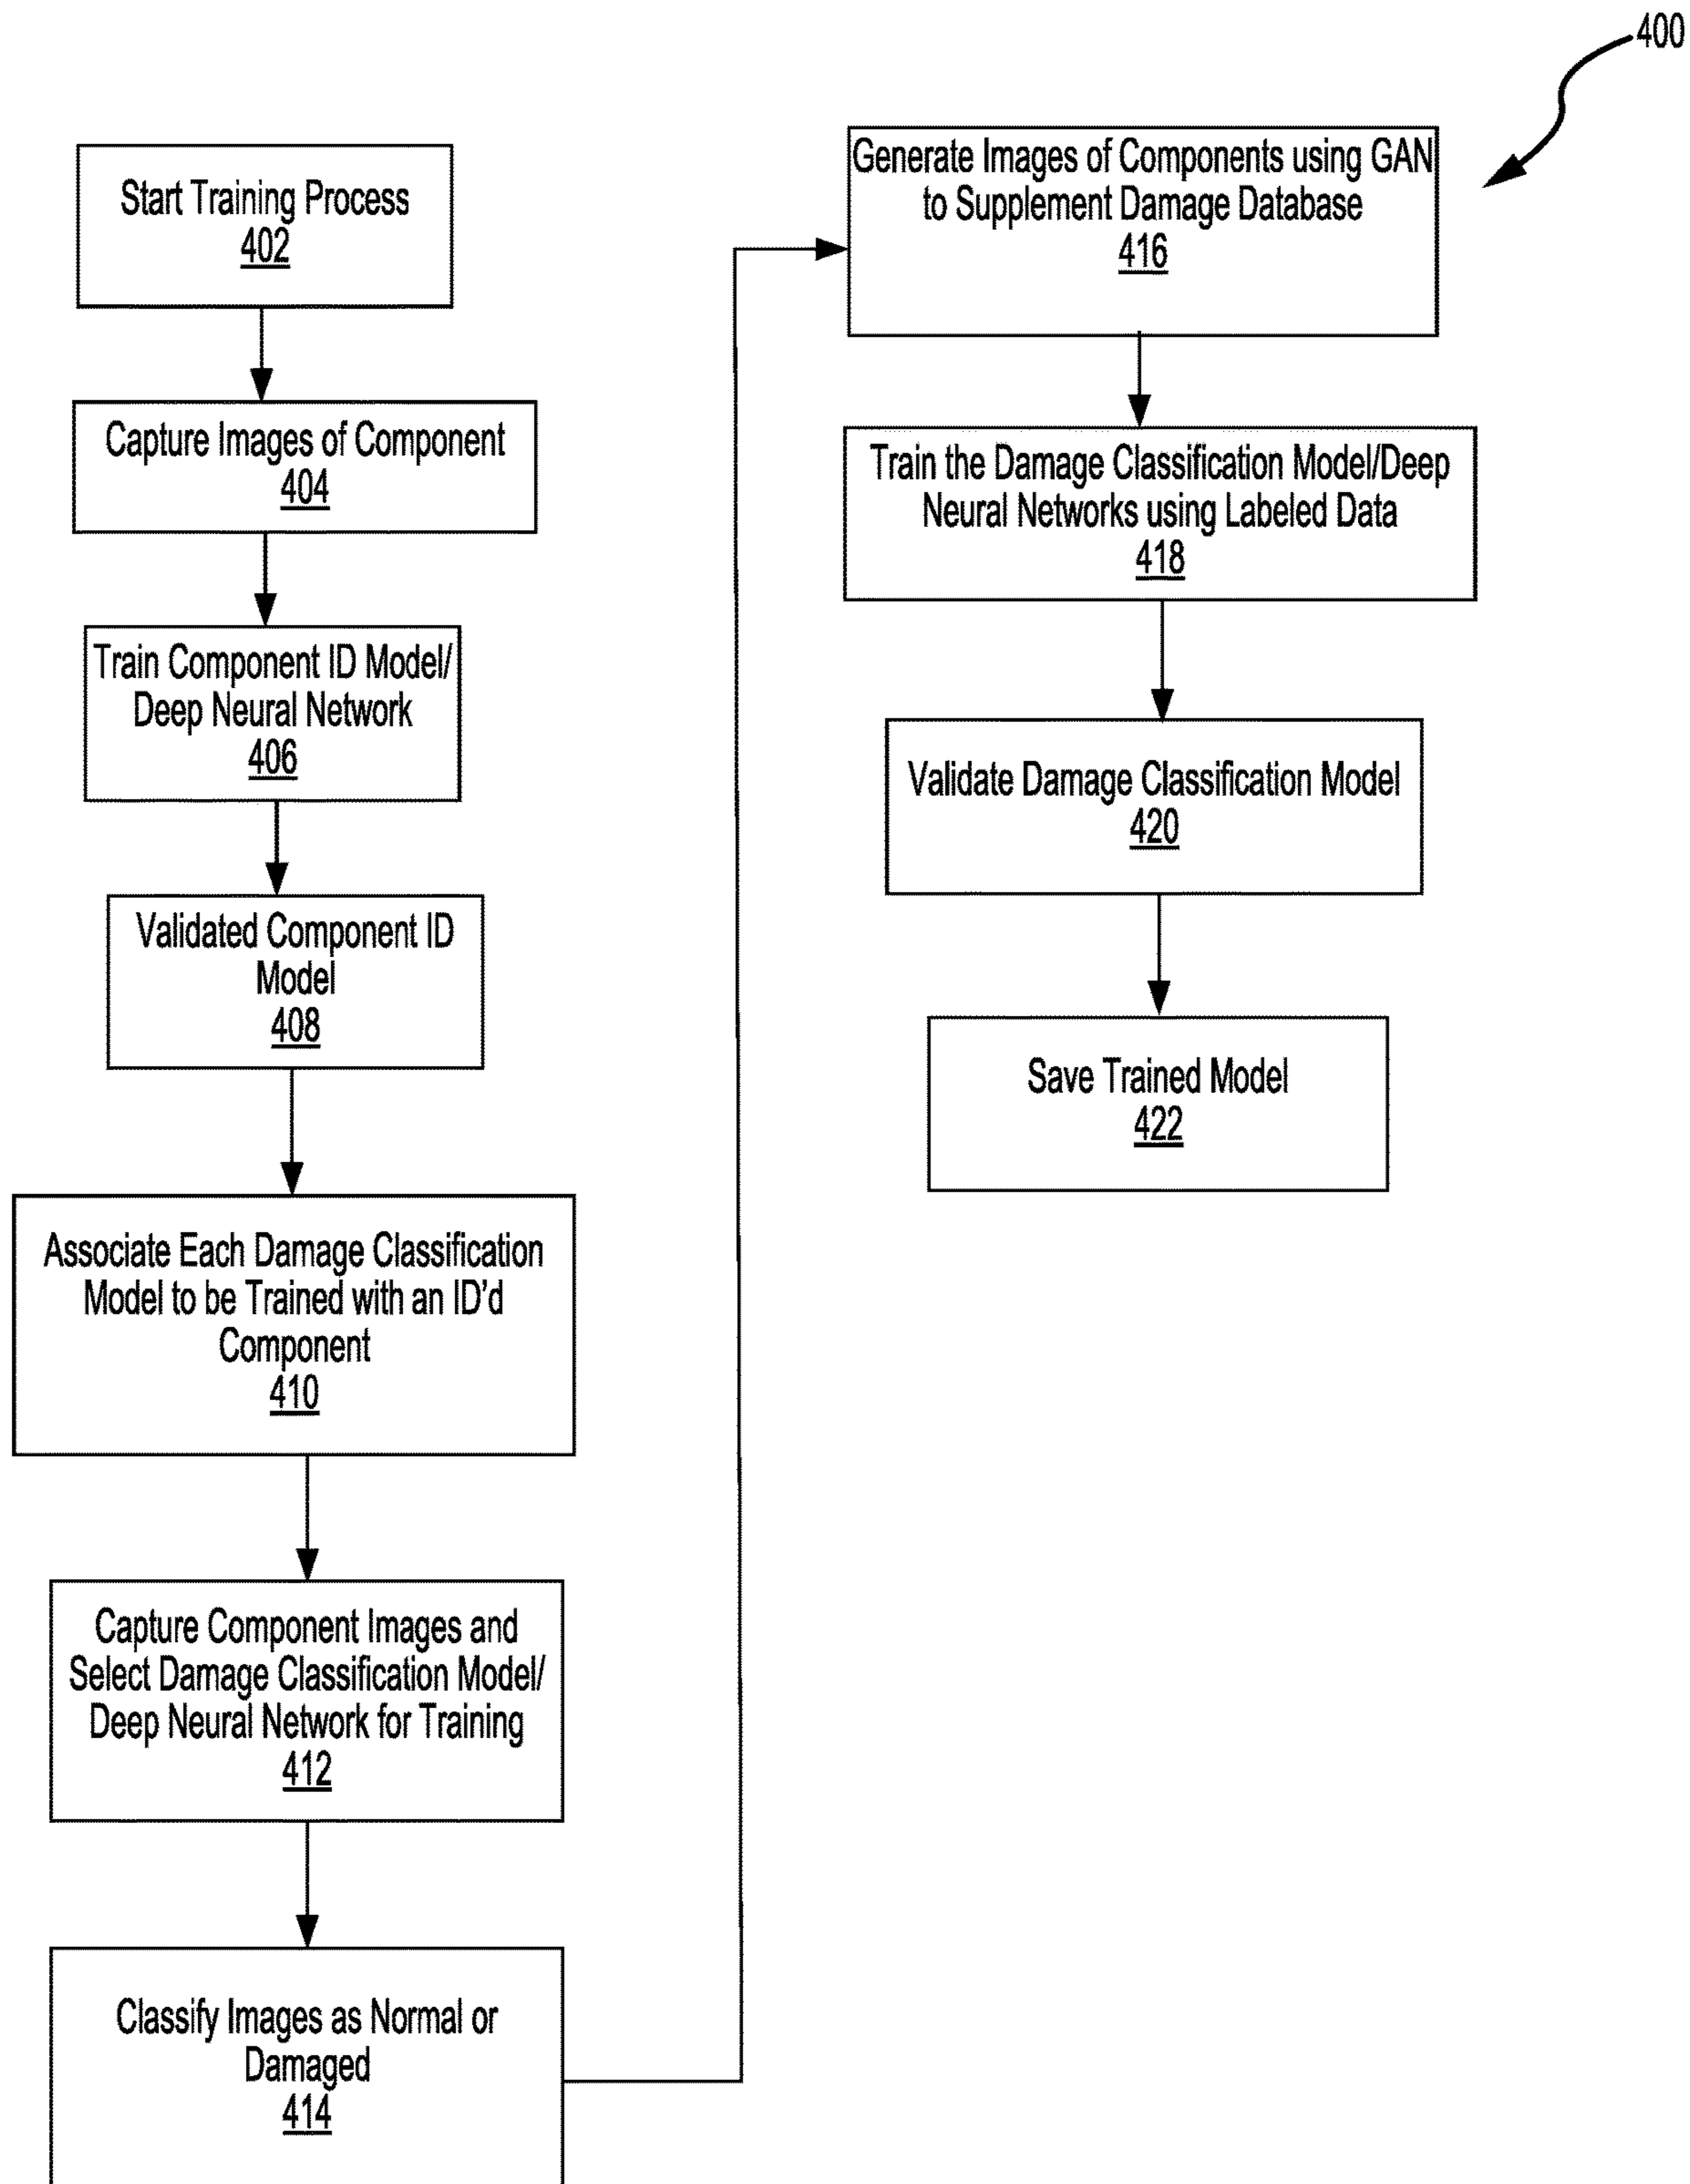 400
Start Training Process
402
Capture Images of Component
404
Train Component ID Model/
Deep Neural Network
406
Validated Component ID
Model
408
Associate Each Damage Classification
Model to be Trained with an ID'd
Component
410
Capture Component Images and
Select Damage Classification Model/
Deep Neural Network for Training
412
Classify Images as Normal or
Damaged
414
Generate Images of Components using GAN
to Supplement Damage Database
416
Train the Damage Classification Model/Deep
Neural Networks using Labeled Data
418
Validate Damage Classification Model
420
Save Trained Model
422